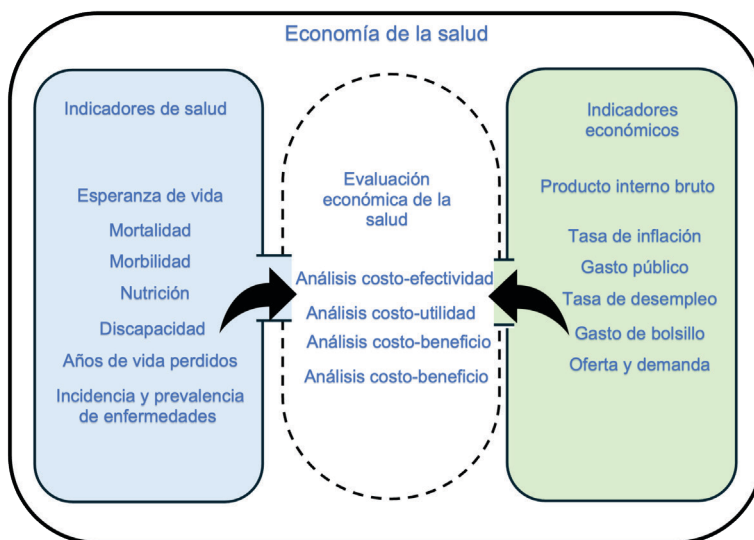 Economía de la salud
Indicadores de salud
Esperanza de vida
Mortalidad
Morbilidad
Nutrición
Discapacidad
Años de vida perdidos
Incidencia y prevalencia
de enfermedades
Evaluación
económica de la
salud
Análisis costo-efectividad
Análisis costo-utilidad
Análisis costo-beneficio
Análisis costo-beneficio
Indicadores
económicos
Producto interno bruto
Tasa de inflación
Gasto público
Tasa de desempleo
Gasto de bolsillo
Oferta y demanda